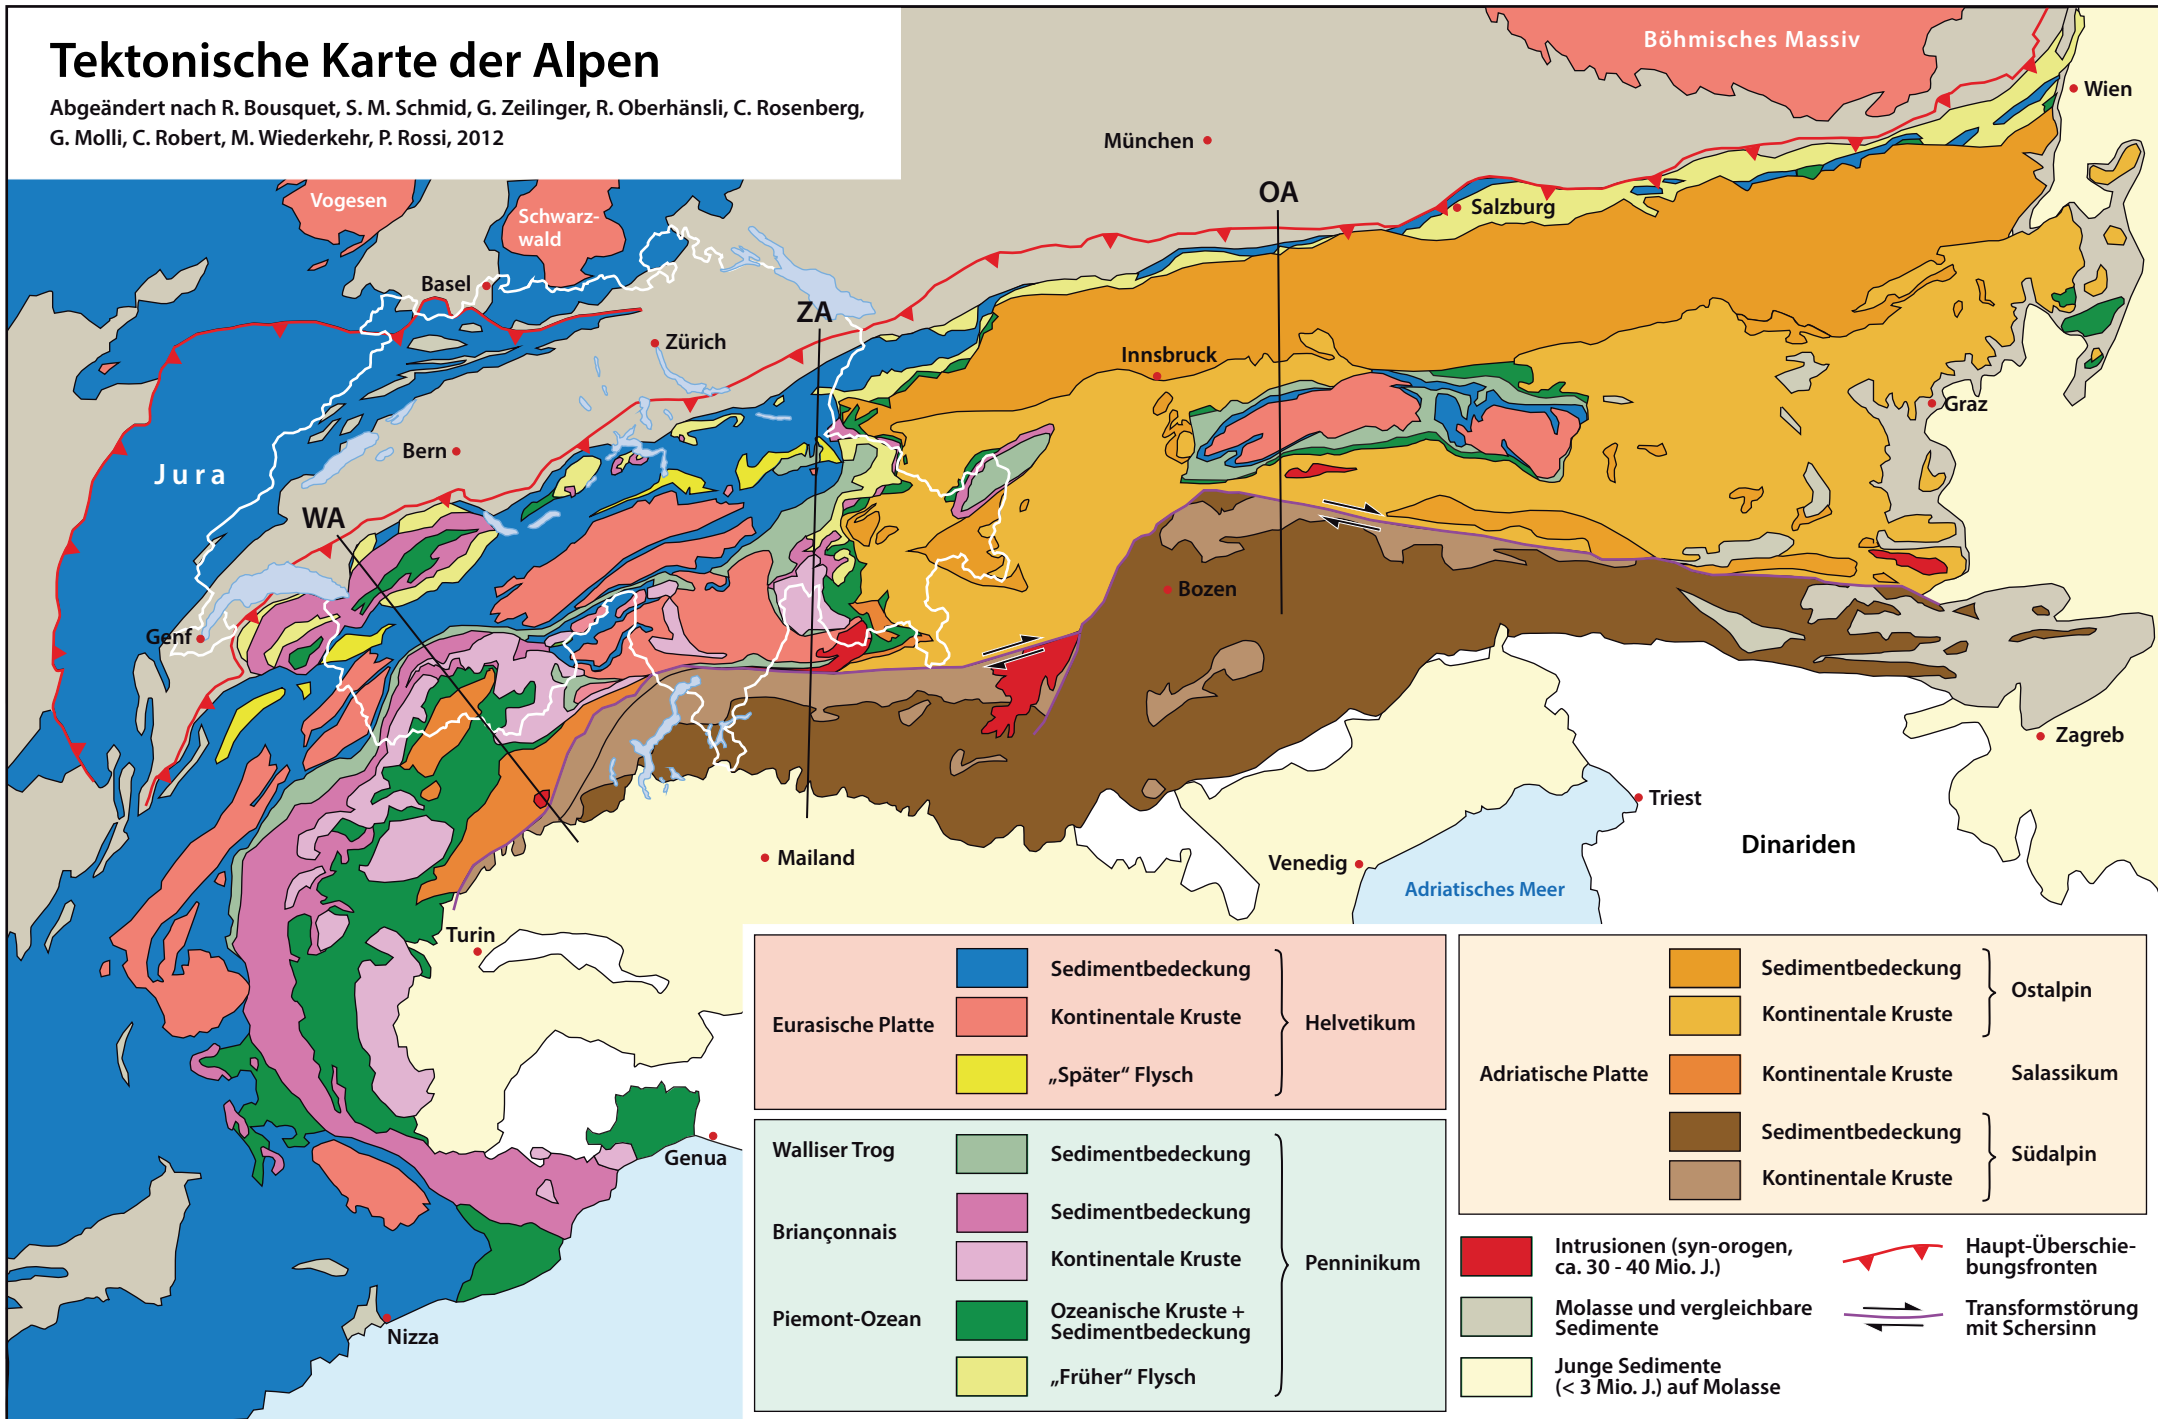 Tektonische Karte der Alpen
Abgeändert nach R. Bousquet, S. M. Schmid, G. Zeilinger, R. Oberhänsli, C. Rosenberg,
G. Molli, C. Robert, M. Wiederkehr, P. Rossi, 2012
Böhmisches Massiv
Wien
München
Vogesen
Schwarz-
wald
OA
Salzburg
Basel
ZA
Zürich
Innsbruck
Graz
Bern
Jura
WA
Bozen
Genf
Zagreb
Triest
Dinariden
Mailand
Venedig
Adriatisches Meer
Turin
Genua
Nizza
Eurasische Platte
Sedimentbedeckung
Kontinentale Kruste
„Später“ Flysch
Helvetikum
Walliser Trog
Sedimentbedeckung
Briançonnais
Sedimentbedeckung
Kontinentale Kruste
Piemont-Ozean
Ozeanische Kruste +
Sedimentbedeckung
„Früher“ Flysch
Penninikum
Adriatische Platte
Sedimentbedeckung
Kontinentale Kruste
Ostalpin
Kontinentale Kruste
Salassikum
Sedimentbedeckung
Kontinentale Kruste
Südalpin
Intrusionen (syn-orogen,
ca. 30 - 40 Mio. J.)
Molasse und vergleichbare
Sedimente
Junge Sedimente
(< 3 Mio. J.) auf Molasse
Haupt-Überschie-
bungsfronten
Transformstörung
mit Schersinn